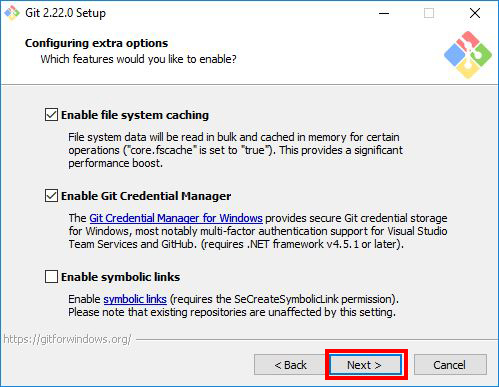 Git 2.22.0 Setup
Configuring extra options
Which features would you like to enable?
Enable file system caching
File system data will be read in bulk and cached in memory for certain
operations ("core.fscache" is set to "true"). This provides a significant
performance boost.
Enable Git Credential Manager
The Git Credential Manager for Windows provides secure Git credential storage
for Windows, most notably multi-factor authentication support for Visual Studio
Team Services and GitHub. (requires .NET framework v4.5.1 or later).
Enable symbolic links
Enable symbolic links (requires the SeCreateSymbolicLink permission).
Please note that existing repositories are unaffected by this setting.
https://gitforwindows.org/
< Back Next > Cancel